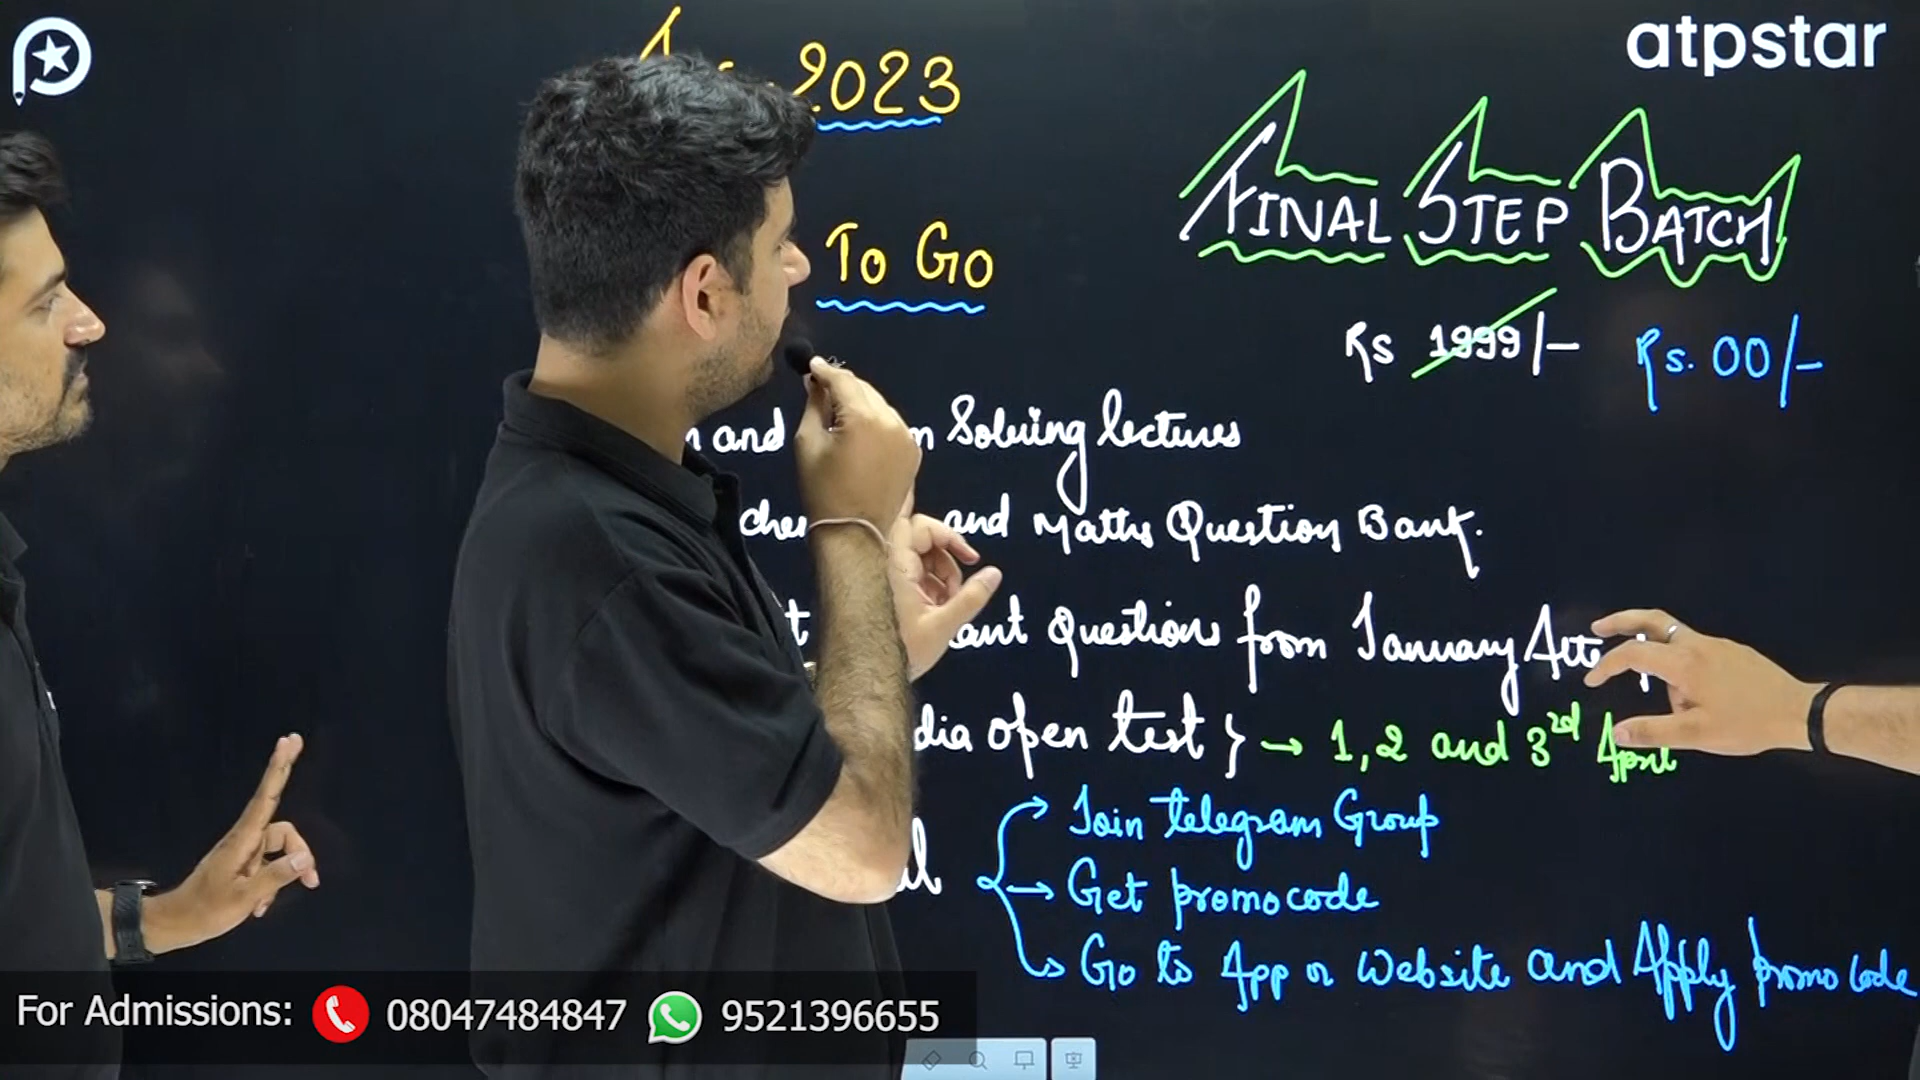 atpstar
2023
FINAL STEP BATCH
To Go
Rs 1999/- Rs. 00/-
and Solving lectures
and Maths Question Bank.
Questions from January
open test } → 1, 2 and 3rd April
Join telegram Group
→ Get promocode
Go to App or Website and Apply promo code
For Admissions: 08047484847 9521396655